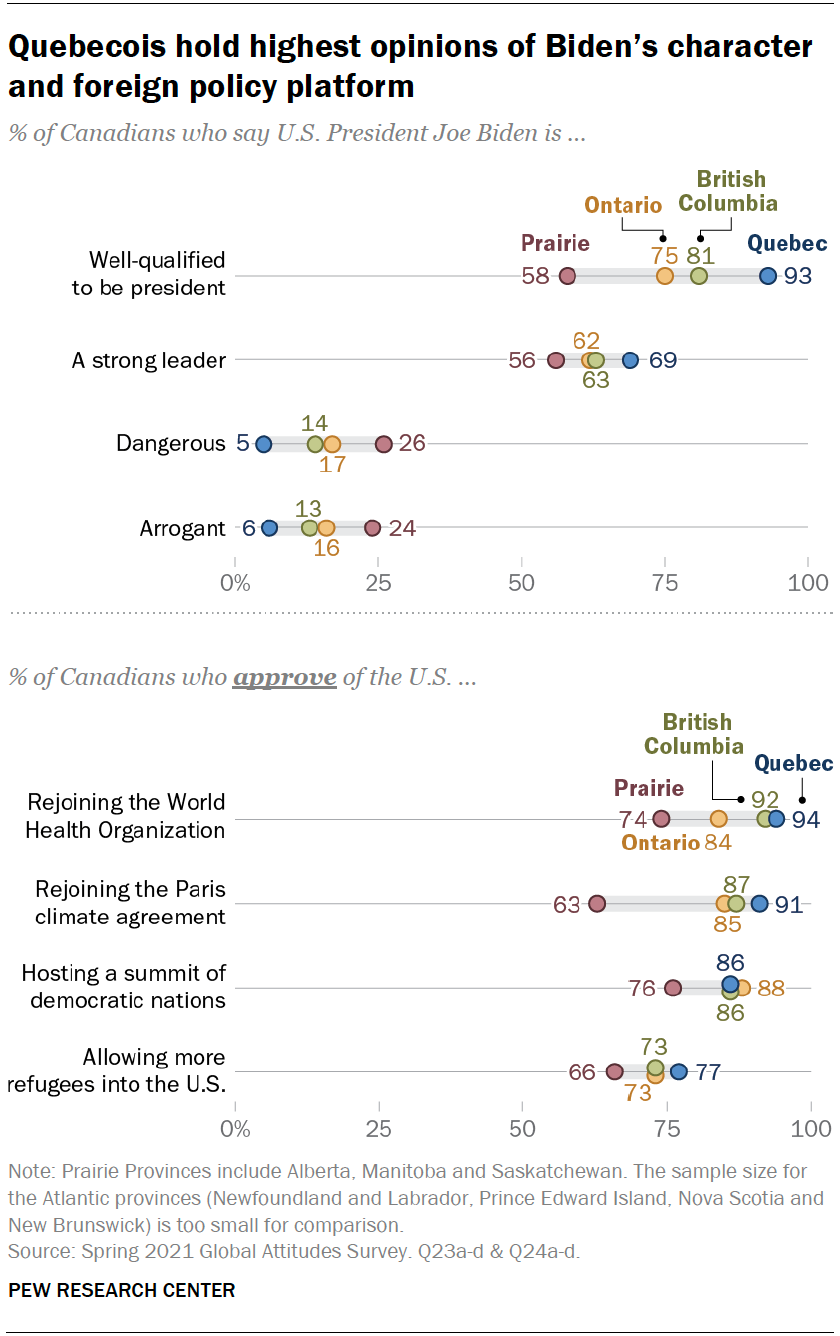 Quebecois hold highest opinions of Biden's character
and foreign policy platform
% of Canadians who say U.S. President Joe Biden is ...
British
Ontario Columbia
Prairie Quebec
Well-qualified
to be president
58 75 81 93
A strong leader
56 62 63 69
Dangerous
5 14 17 26
Arrogant
6 13 16 24
0% 25 50 75 100
% of Canadians who approve of the U.S. ...
British
Columbia
Quebec
Prairie
Rejoining the World
Health Organization
74 92 94
Ontario 84
Rejoining the Paris
climate agreement
63 87 85 91
Hosting a summit of
democratic nations
76 86 86 88
Allowing more
refugees into the U.S.
66 73 73 77
0% 25 50 75 100
Note: Prairie Provinces include Alberta, Manitoba and Saskatchewan. The sample size for
the Atlantic provinces (Newfoundland and Labrador, Prince Edward Island, Nova Scotia and
New Brunswick) is too small for comparison.
Source: Spring 2021 Global Attitudes Survey. Q23a-d & Q24a-d.
PEW RESEARCH CENTER